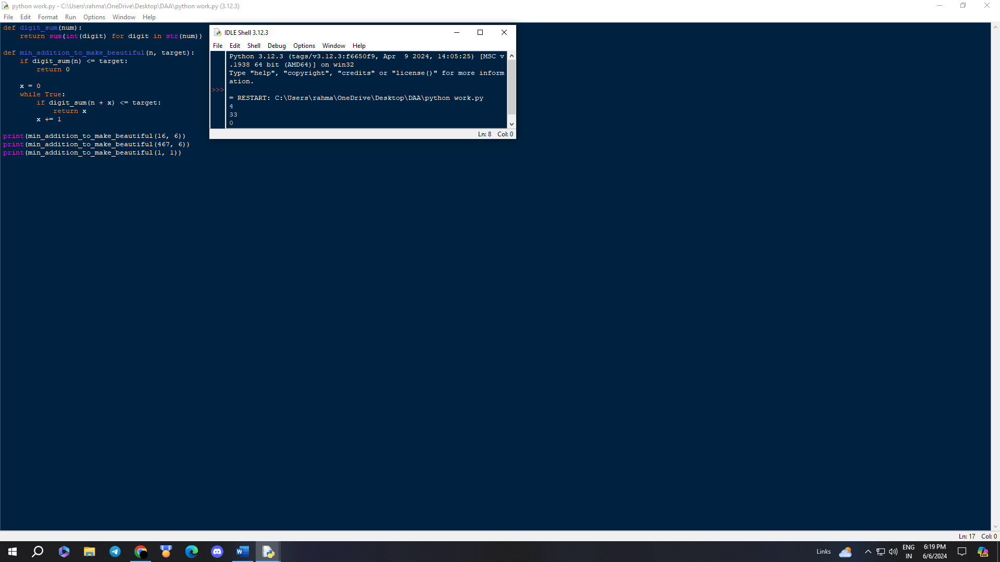 python work.py - C:\Users\rahma\OneDrive\Desktop\DAA\python work.py (3.12.3)
File Edit Format Run Options Window Help
def digit_sum(num):
    return sum(int(digit) for digit in str(num))

def min_addition_to_make_beautiful(n, target):
    if digit_sum(n) <= target:
        return 0

    x = 0
    while True:
        if digit_sum(n + x) <= target:
            return x
        x += 1

print(min_addition_to_make_beautiful(16, 6))
print(min_addition_to_make_beautiful(467, 6))
print(min_addition_to_make_beautiful(1, 1))
IDLE Shell 3.12.3
File Edit Shell Debug Options Window Help
Python 3.12.3 (tags/v3.12.3:f6650f9, Apr  9 2024, 14:05:25) [MSC v
.1938 64 bit (AMD64)] on win32
Type "help", "copyright", "credits" or "license()" for more inform
ation.
>>>
= RESTART: C:\Users\rahma\OneDrive\Desktop\DAA\python work.py
4
33
0
Ln: 8 Col: 0
Ln: 17 Col: 0
Links
ENG
IN
6:19 PM
6/6/2024
W
PRE